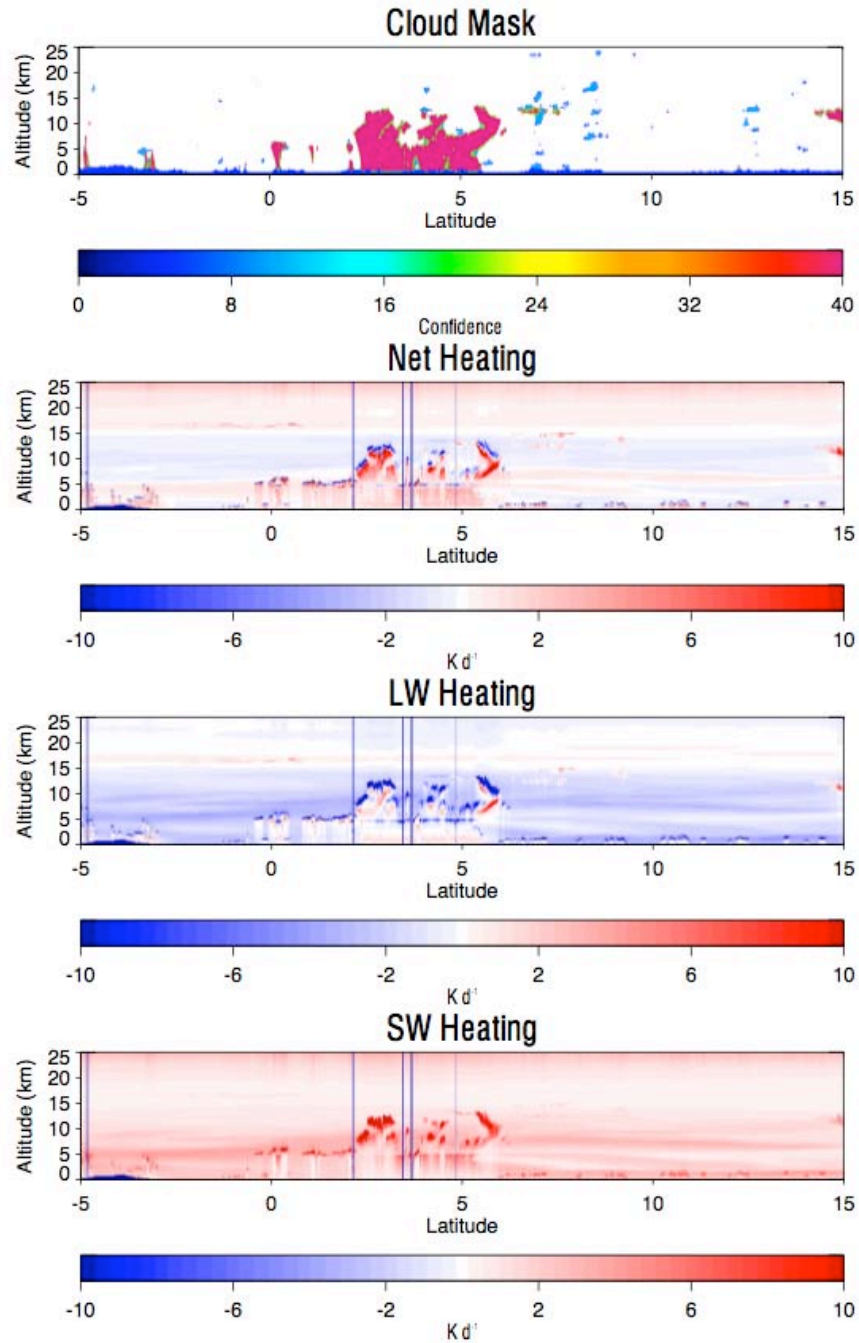 Cloud Mask
Altitude (km)
25
20
15
10
5
0
-5 0 5 10 15
Latitude
0 8 16 24 32 40
Confidence
Net Heating
Altitude (km)
25
20
15
10
5
0
-5 0 5 10 15
Latitude
-10 -6 -2 2 6 10
K d⁻¹
LW Heating
Altitude (km)
25
20
15
10
5
0
-5 0 5 10 15
Latitude
-10 -6 -2 2 6 10
K d⁻¹
SW Heating
Altitude (km)
25
20
15
10
5
0
-5 0 5 10 15
Latitude
-10 -6 -2 2 6 10
K d⁻¹